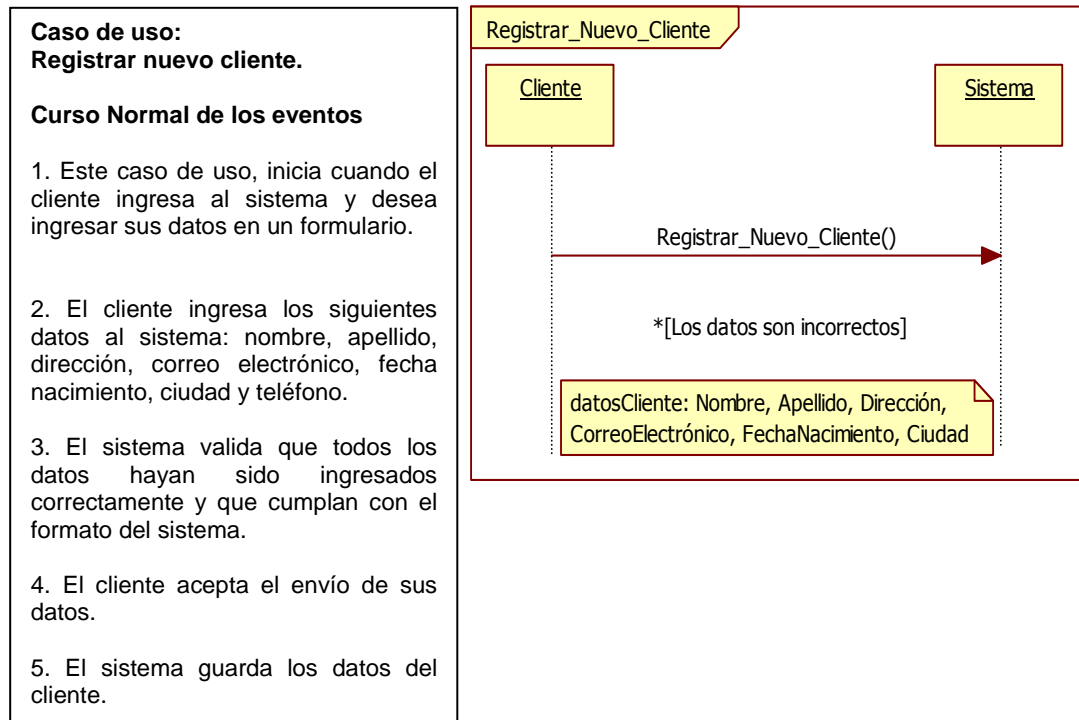 Caso de uso:
Registrar nuevo cliente.
Curso Normal de los eventos
1. Este caso de uso, inicia cuando el
cliente ingresa al sistema y desea
ingresar sus datos en un formulario.
2. El cliente ingresa los siguientes
datos al sistema: nombre, apellido,
dirección, correo electrónico, fecha
nacimiento, ciudad y teléfono.
3. El sistema valida que todos los
datos hayan sido ingresados
correctamente y que cumplan con el
formato del sistema.
4. El cliente acepta el envío de sus
datos.
5. El sistema guarda los datos del
cliente.
Registrar_Nuevo_Cliente
Cliente
Sistema
Registrar_Nuevo_Cliente()
*[Los datos son incorrectos]
datosCliente: Nombre, Apellido, Dirección,
CorreoElectrónico, FechaNacimiento, Ciudad